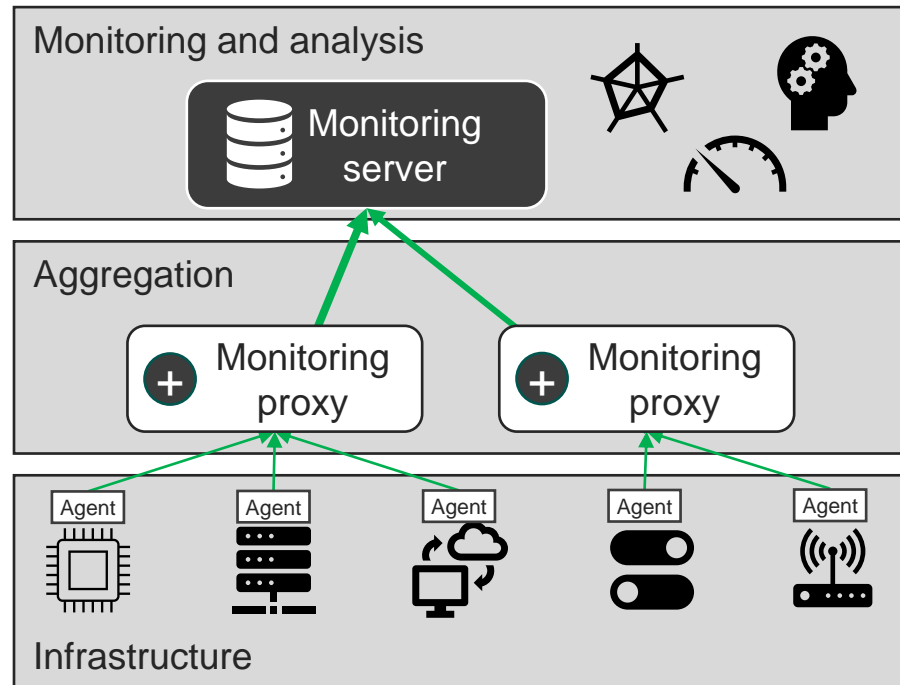 Monitoring and analysis
Monitoring
server
Aggregation
Monitoring
proxy
Monitoring
proxy
Agent
Agent
Agent
Agent
Agent
Infrastructure